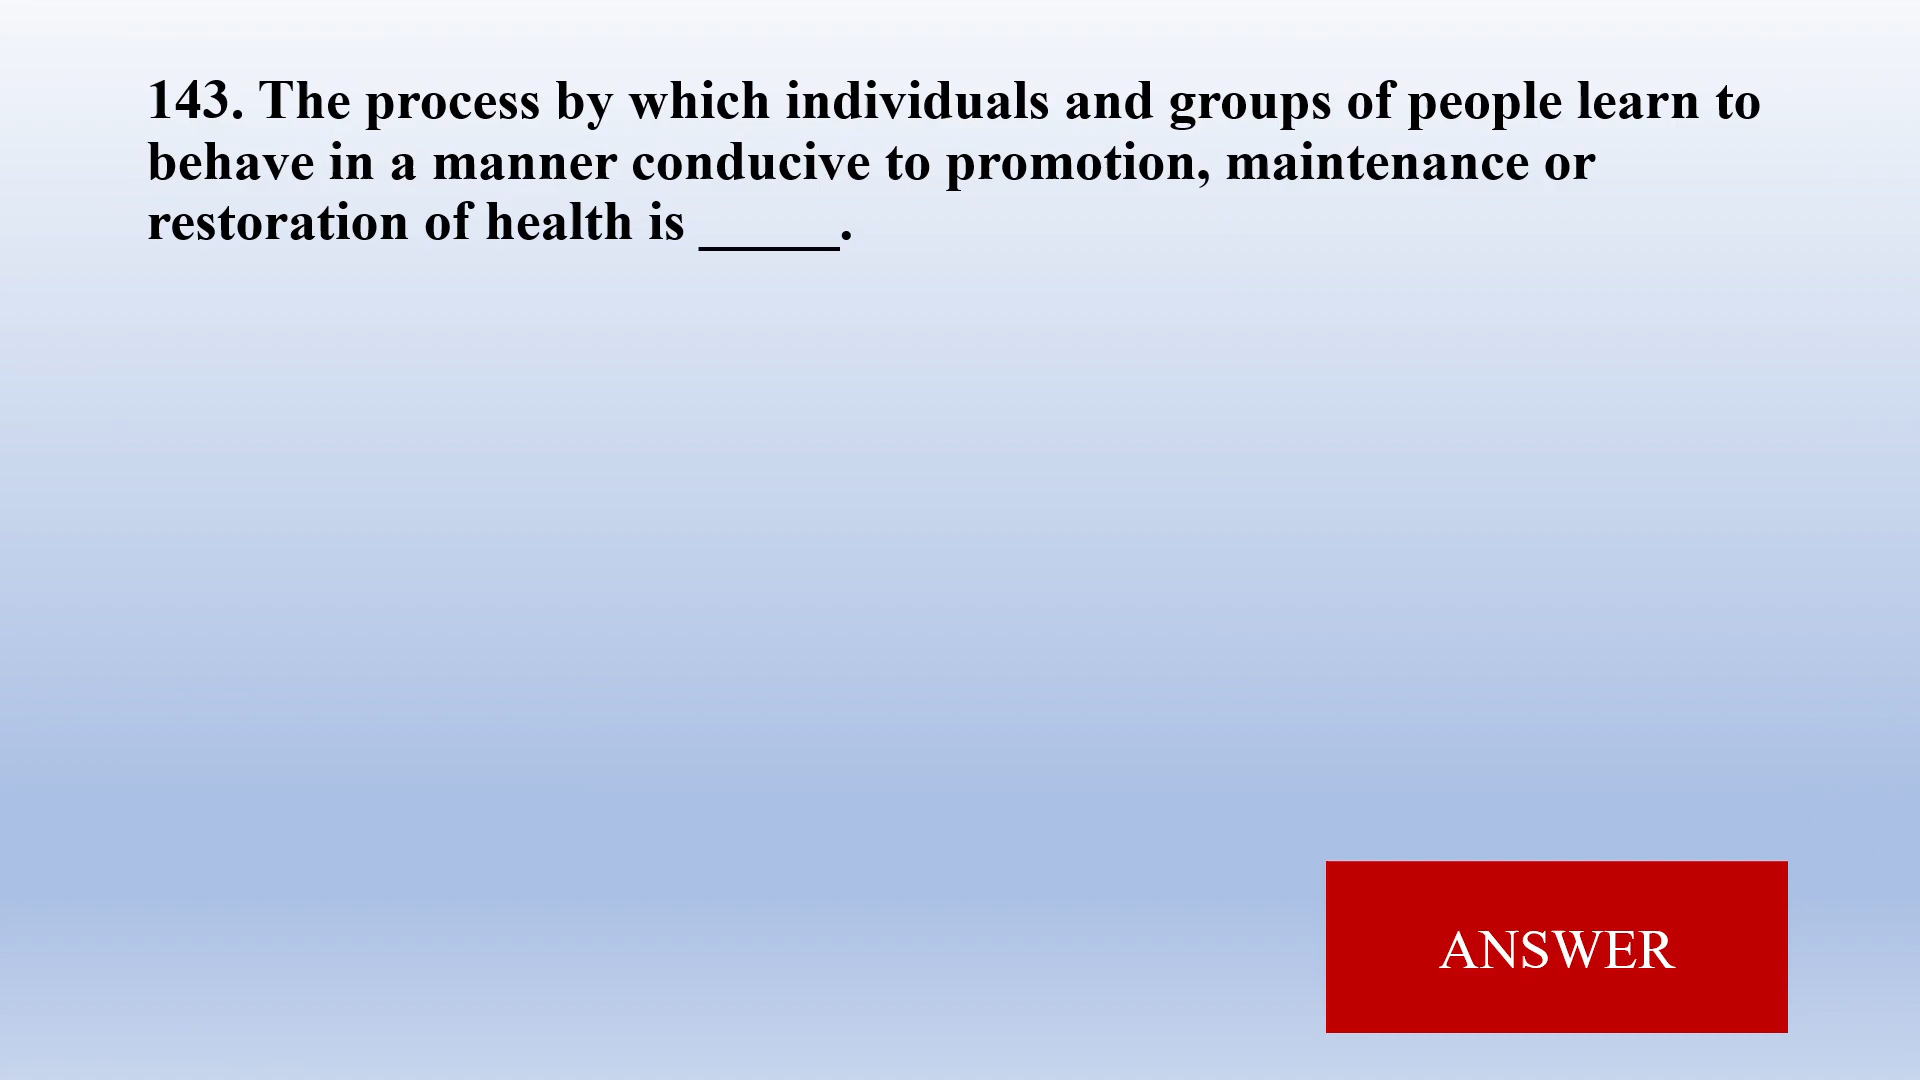 143. The process by which individuals and groups of people learn to
behave in a manner conducive to promotion, maintenance or
restoration of health is _____.
ANSWER